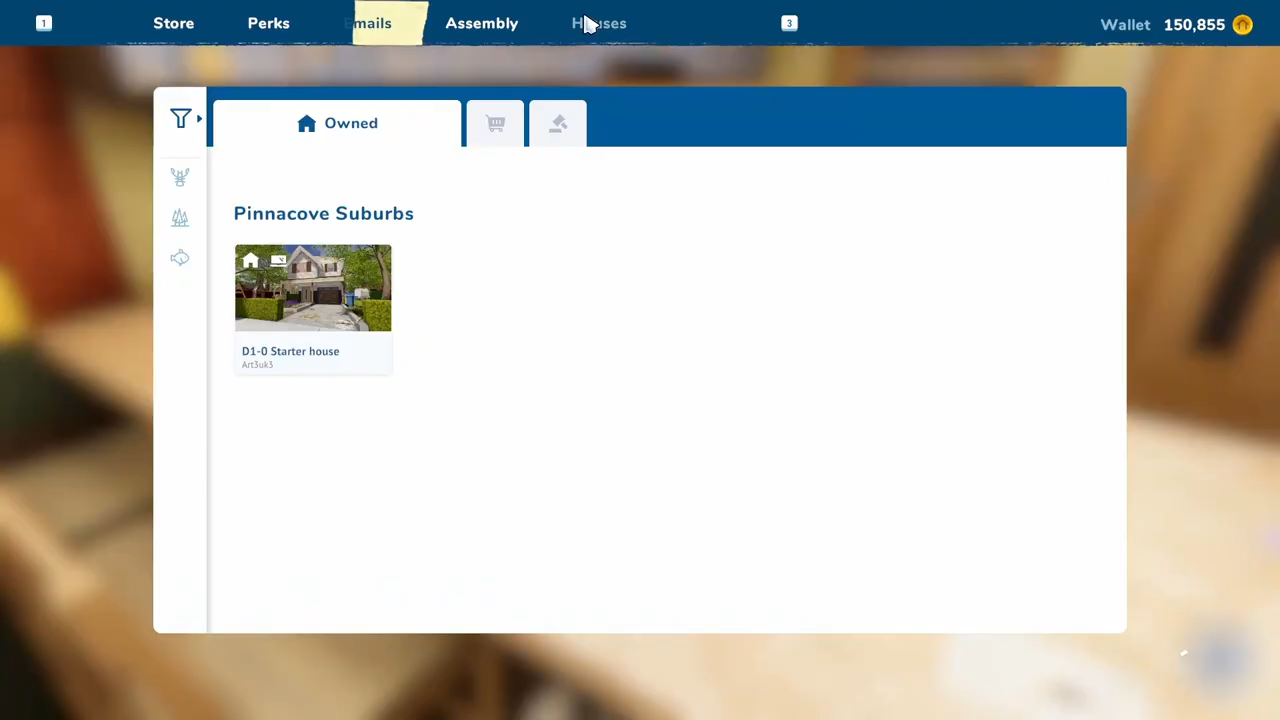 1 Store Perks Emails Assembly Houses 3 Wallet 150,855
Owned
Pinnacove Suburbs
D1-0 Starter house
Art3uk3